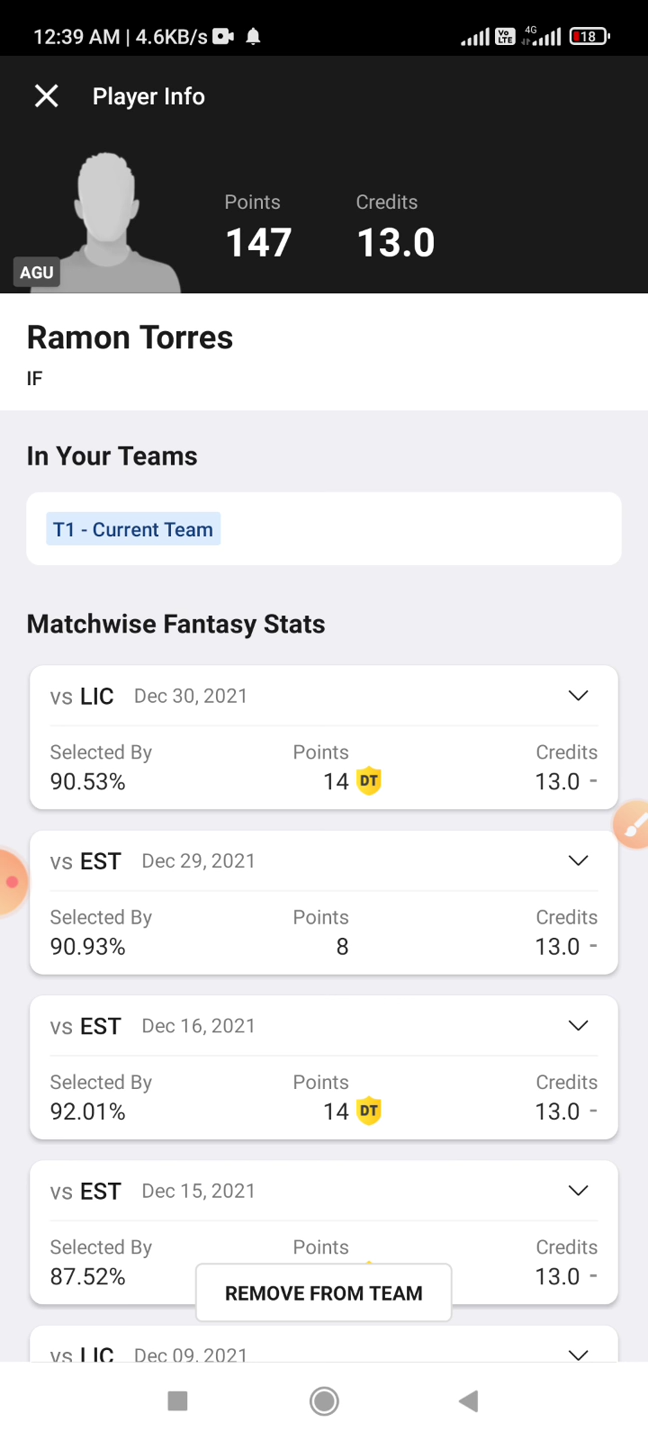 12:39 AM | 4.6KB/s Vo LTE 4G 18
Player Info
Points Credits
147 13.0
AGU
Ramon Torres
IF
In Your Teams
T1 - Current Team
Matchwise Fantasy Stats
vs LIC Dec 30, 2021
Selected By Points Credits
90.53% 14 DT 13.0 -
vs EST Dec 29, 2021
Selected By Points Credits
90.93% 8 13.0 -
vs EST Dec 16, 2021
Selected By Points Credits
92.01% 14 DT 13.0 -
vs EST Dec 15, 2021
Selected By Points Credits
87.52% 13.0 -
REMOVE FROM TEAM
vs LIC Dec 09, 2021